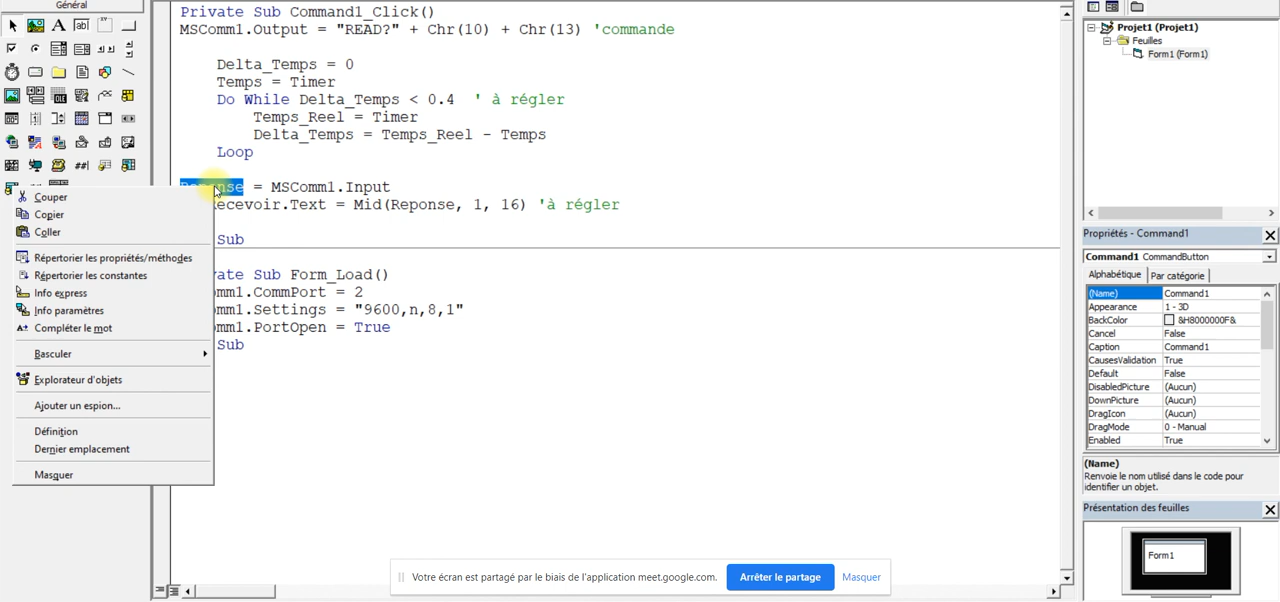 Général
Private Sub Command1_Click()
MSComm1.Output = "READ?" + Chr(10) + Chr(13) 'commande
Delta_Temps = 0
Temps = Timer
Do While Delta_Temps < 0.4 ' à régler
Temps_Reel = Timer
Delta_Temps = Temps_Reel - Temps
Loop
= MSComm1.Input
ecevoir.Text = Mid(Reponse, 1, 16) 'à régler
Sub
ate Sub Form_Load()
omm1.CommPort = 2
omm1.Settings = "9600,n,8,1"
omm1.PortOpen = True
Sub
Couper
Copier
Coller
Répertorier les propriétés/méthodes
Répertorier les constantes
Info express
Info paramètres
Compléter le mot
Basculer
Explorateur d'objets
Ajouter un espion...
Définition
Dernier emplacement
Masquer
Projet1 (Projet1)
Feuilles
Form1 (Form1)
Propriétés - Command1
Command1 CommandButton
Alphabétique Par catégorie
(Name) Command1
Appearance 1 - 3D
BackColor &H8000000F&
Cancel False
Caption Command1
CausesValidation True
Default False
DisabledPicture (Aucun)
DownPicture (Aucun)
DragIcon (Aucun)
DragMode 0 - Manual
Enabled True
(Name)
Renvoie le nom utilisé dans le code pour
identifier un objet.
Présentation des feuilles
Form1
Votre écran est partagé par le biais de l'application meet.google.com. Arrêter le partage Masquer